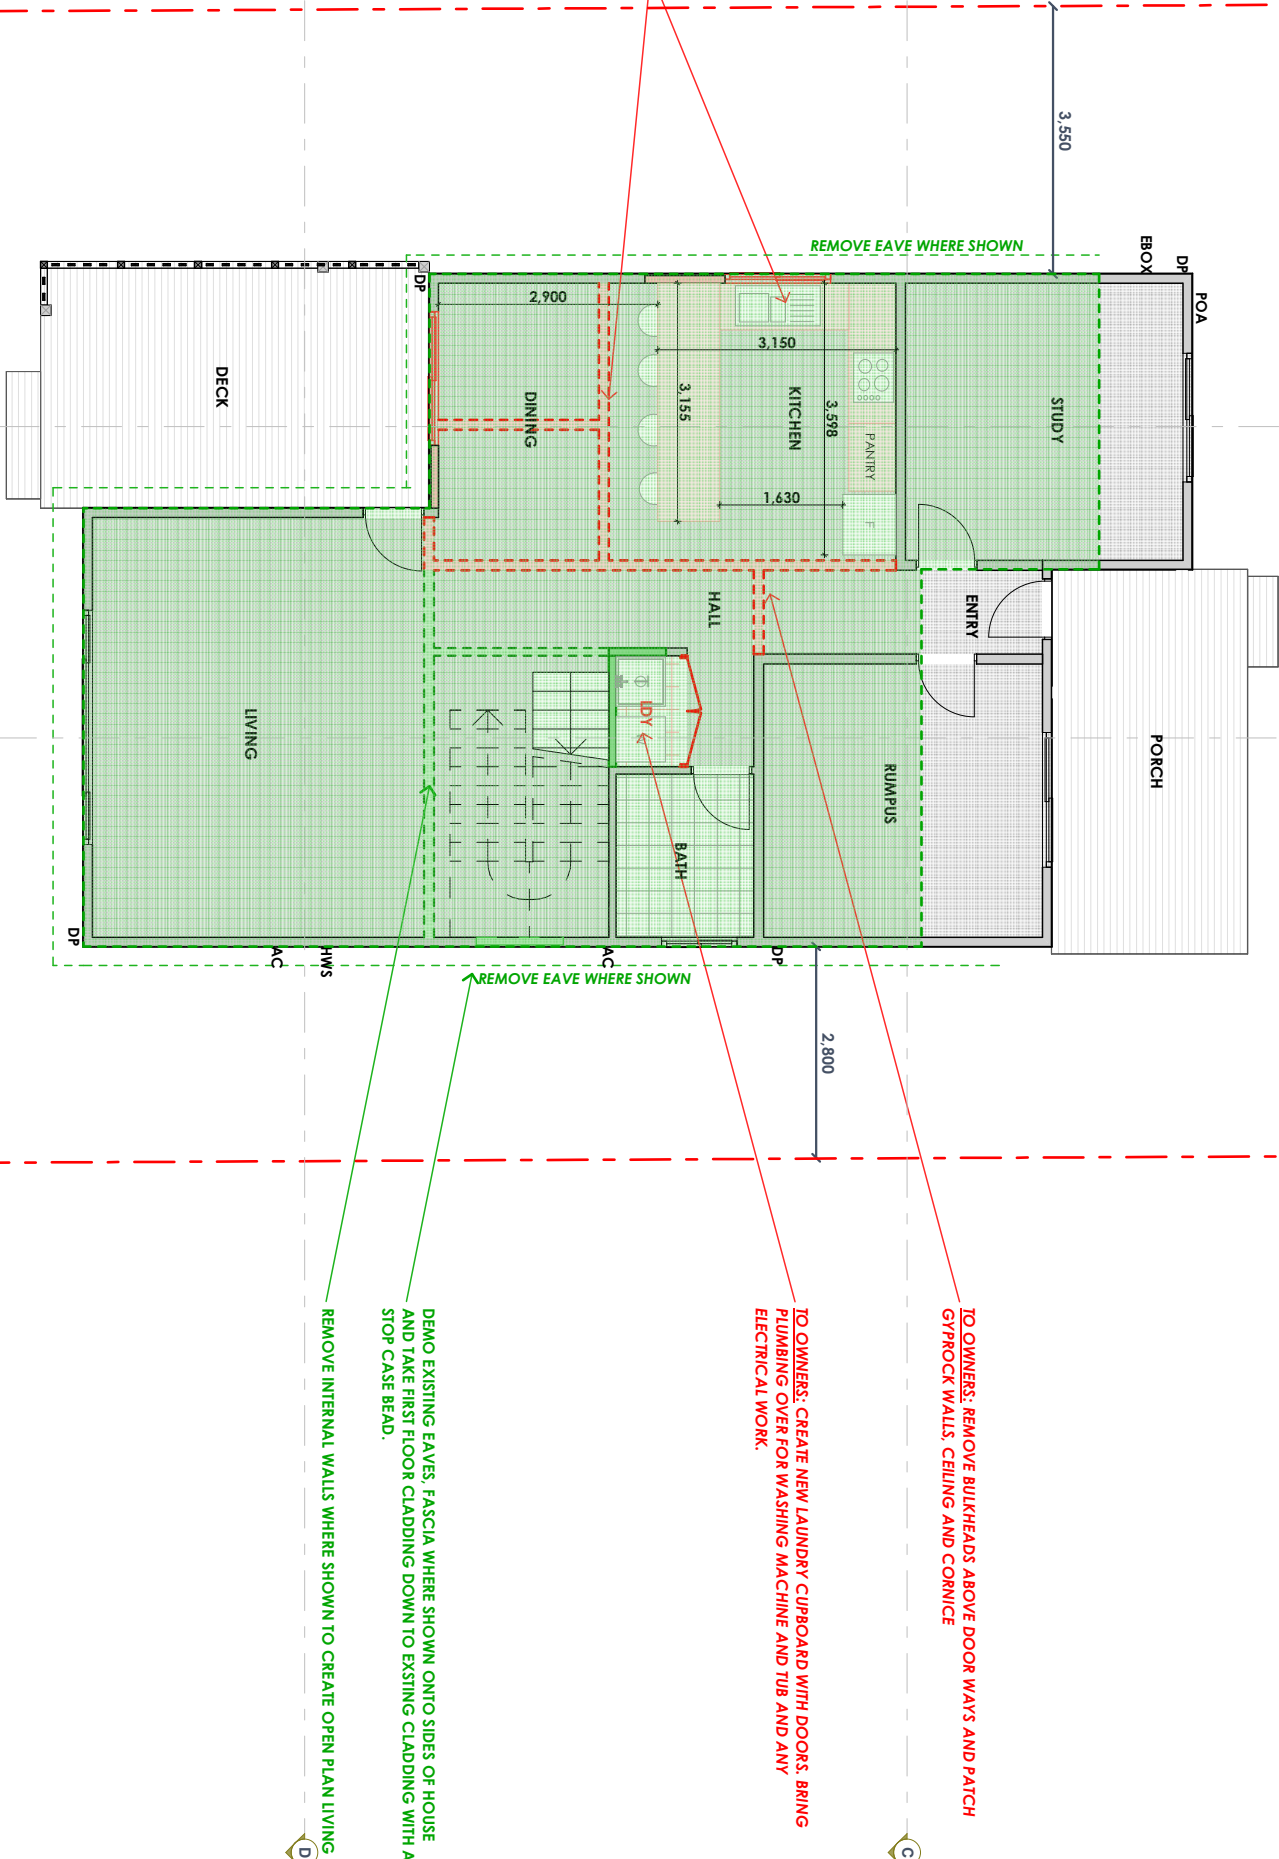 3,550
REMOVE EAVE WHERE SHOWN
EBOX
DP
POA
DP
2,900
3,150
3,155
3,598
1,630
DECK
DINING
KITCHEN
PANTRY
F
STUDY
HALL
ENTRY
LIVING
LDY
BATH
RUMPUS
PORCH
DP
AC
HWS
AC
DP
REMOVE EAVE WHERE SHOWN
2,800
TO OWNERS: REMOVE BULKHEADS ABOVE DOOR WAYS AND PATCH
GYPROCK WALLS, CEILING AND CORNICE
TO OWNERS: CREATE NEW LAUNDRY CUPBOARD WITH DOORS. BRING
PLUMBING OVER FOR WASHING MACHINE AND TUB AND ANY
ELECTRICAL WORK.
DEMO EXISTING EAVES, FASCIA WHERE SHOWN ONTO SIDES OF HOUSE
AND TAKE FIRST FLOOR CLADDING DOWN TO EXSTING CLADDING WITH A
STOP CASE BEAD.
REMOVE INTERNAL WALLS WHERE SHOWN TO CREATE OPEN PLAN LIVING
D
C